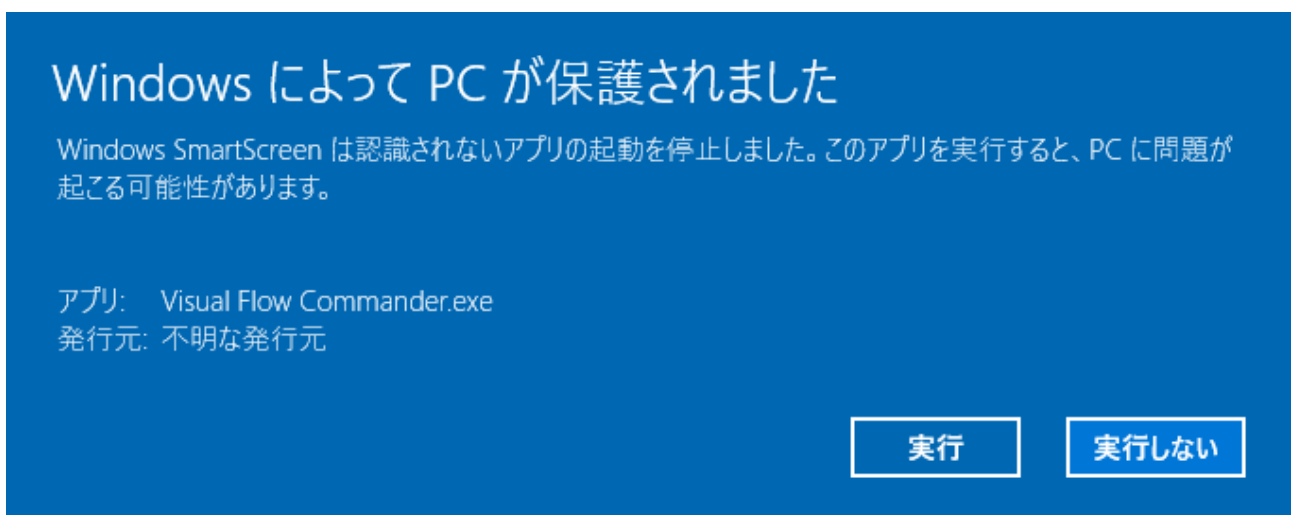 Windows によって PC が保護されました
Windows SmartScreen は認識されないアプリの起動を停止しました。このアプリを実行すると、PC に問題が
起こる可能性があります。
アプリ: Visual Flow Commander.exe
発行元: 不明な発行元
実行 実行しない